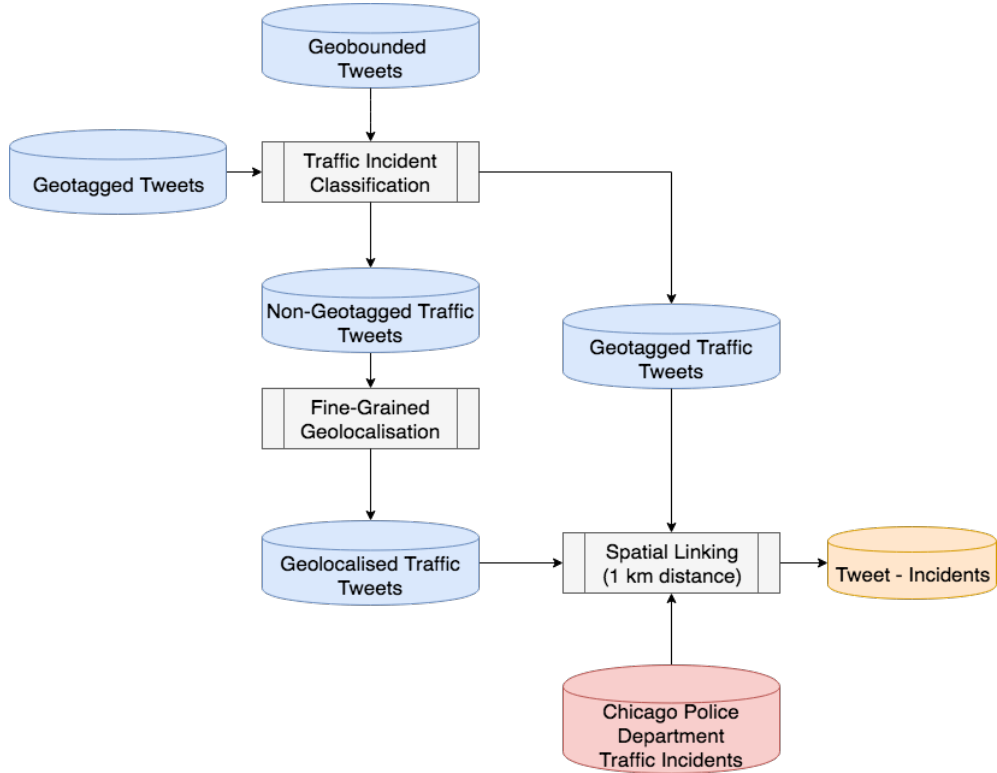 Geobounded
Tweets
Geotagged Tweets
Traffic Incident
Classification
Non-Geotagged Traffic
Tweets
Geotagged Traffic
Tweets
Fine-Grained
Geolocalisation
Geolocalised Traffic
Tweets
Spatial Linking
(1 km distance)
Tweet - Incidents
Chicago Police
Department
Traffic Incidents